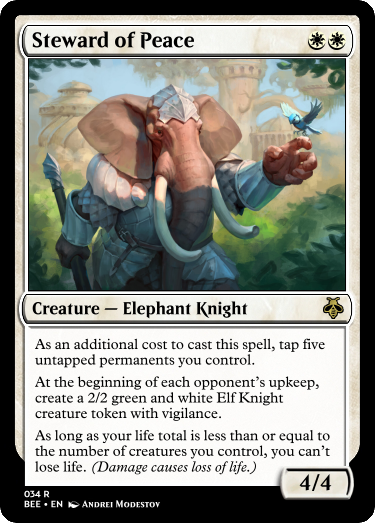 Steward of Peace
Creature — Elephant Knight
As an additional cost to cast this spell, tap five
untapped permanents you control.
At the beginning of each opponent's upkeep,
create a 2/2 green and white Elf Knight
creature token with vigilance.
As long as your life total is less than or equal to
the number of creatures you control, you can't
lose life. (Damage causes loss of life.)
4/4
034 R
BEE • EN Andrei Modestov